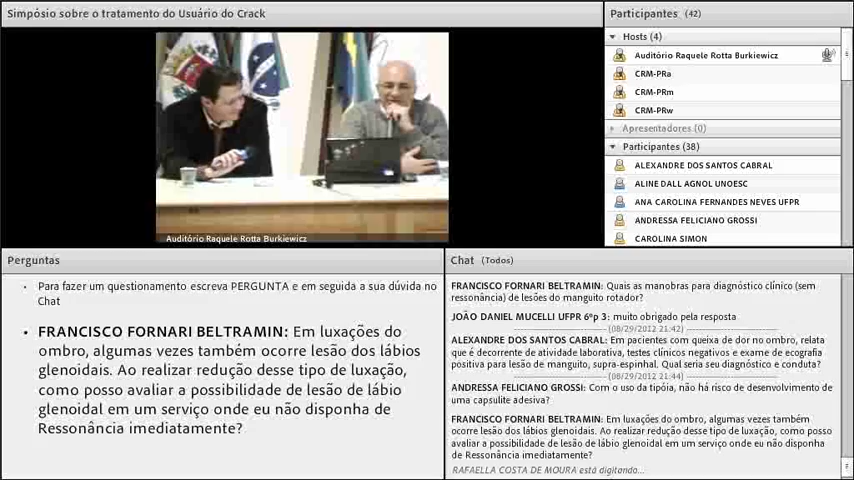 Simpósio sobre o tratamento do Usuário do Crack
Auditório Raquele Rotta Burkiewicz
Participantes (42)
Hosts (4)
Auditório Raquele Rotta Burkiewicz
CRM-PRa
CRM-PRm
CRM-PRw
Apresentadores (0)
Participantes (38)
ALEXANDRE DOS SANTOS CABRAL
ALINE DALL AGNOL UNOESC
ANA CAROLINA FERNANDES NEVES UFPR
ANDRESSA FELICIANO GROSSI
CAROLINA SIMON
Perguntas
• Para fazer um questionamento escreva PERGUNTA e em seguida a sua dúvida no
Chat
• FRANCISCO FORNARI BELTRAMIN: Em luxações do
ombro, algumas vezes também ocorre lesão dos lábios
glenoidais. Ao realizar redução desse tipo de luxação,
como posso avaliar a possibilidade de lesão de lábio
glenoidal em um serviço onde eu não disponha de
Ressonância imediatamente?
Chat (Todos)
FRANCISCO FORNARI BELTRAMIN: Quais as manobras para diagnóstico clínico (sem
ressonância) de lesões do manguito rotador?
JOÃO DANIEL MUCELLI UFPR 6ºp 3: muito obrigado pela resposta
(08/29/2012 21:42)
ALEXANDRE DOS SANTOS CABRAL: Em pacientes com queixa de dor no ombro, relata
que é decorrente de atividade laborativa, testes clínicos negativos e exame de ecografia
positiva para lesão de manguito, supra-espinhal. Qual seria seu diagnóstico e conduta?
(08/29/2012 21:44)
ANDRESSA FELICIANO GROSSI: Com o uso da tipóia, não há risco de desenvolvimento de
uma capsulite adesiva?
FRANCISCO FORNARI BELTRAMIN: Em luxações do ombro, algumas vezes também
ocorre lesão dos lábios glenoidais. Ao realizar redução desse tipo de luxação, como posso
avaliar a possibilidade de lesão de lábio glenoidal em um serviço onde eu não disponha
de Ressonância imediatamente?
RAFAELLA COSTA DE MOURA está digitando...